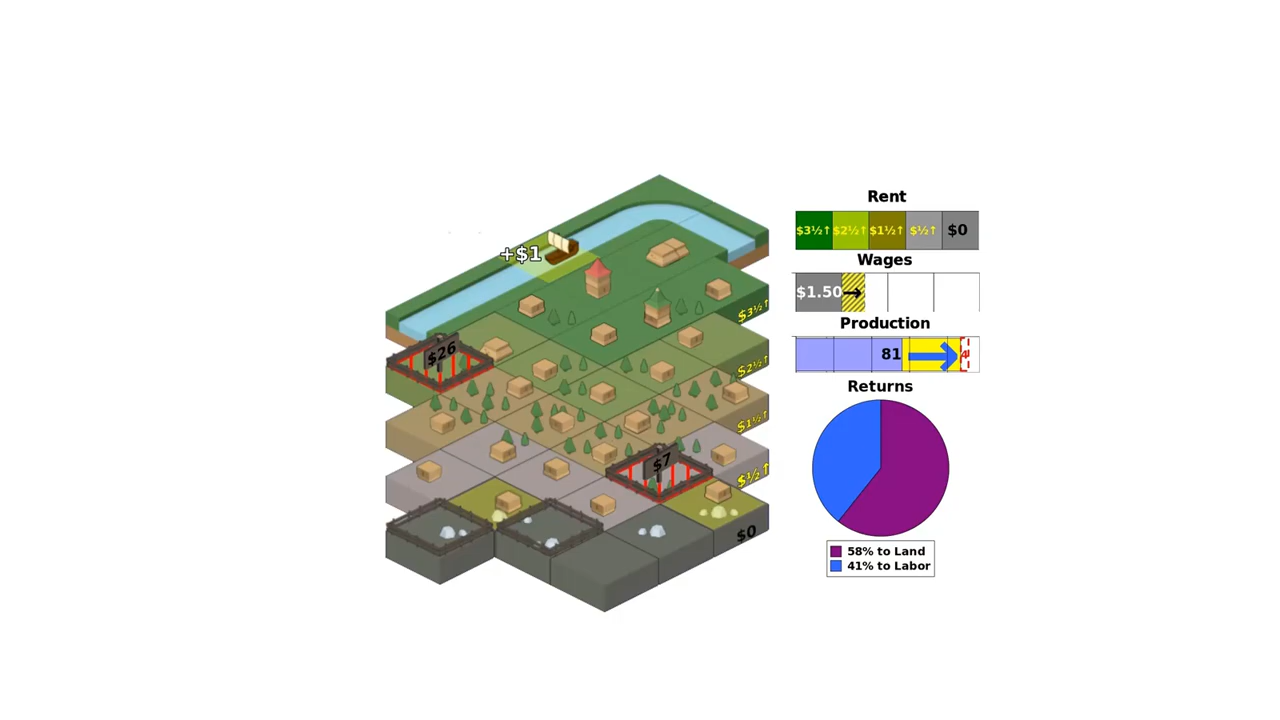 +$1
$26
$7
$3½↑
$2½↑
$1½↑
$½↑
$0
Rent
$3½↑ $2½↑ $1½↑ $½↑ $0
Wages
$1.50→
Production
81 4
Returns
58% to Land
41% to Labor